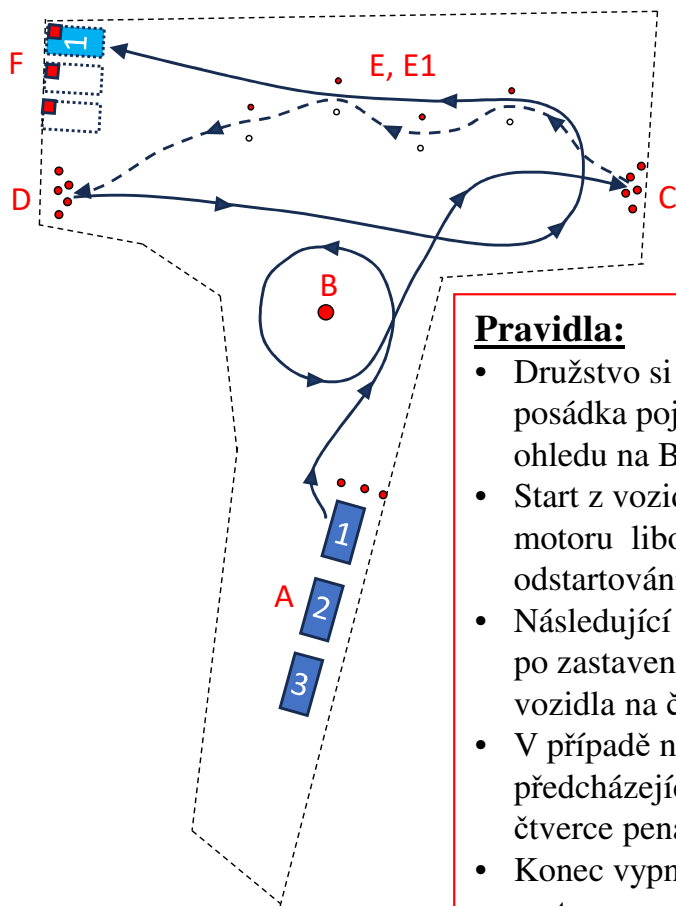 1
F
E, E1
D
C
B
1
A
2
3
Pravidla:
• Družstvo si
posádka poj
ohledu na B
• Start z vozid
motoru libo
odstartování
• Následující
po zastaven
vozidla na č
• V případě n
předcházejíc
čtverce pena
• Konec vypn